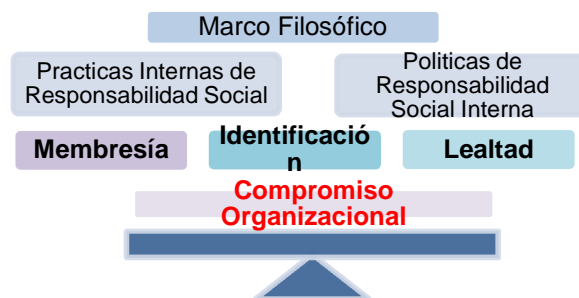 Marco Filosófico
Practicas Internas de
Responsabilidad Social
Politicas de
Responsabilidad
Social Interna
Membresía
Identificació
n
Lealtad
Compromiso
Organizacional